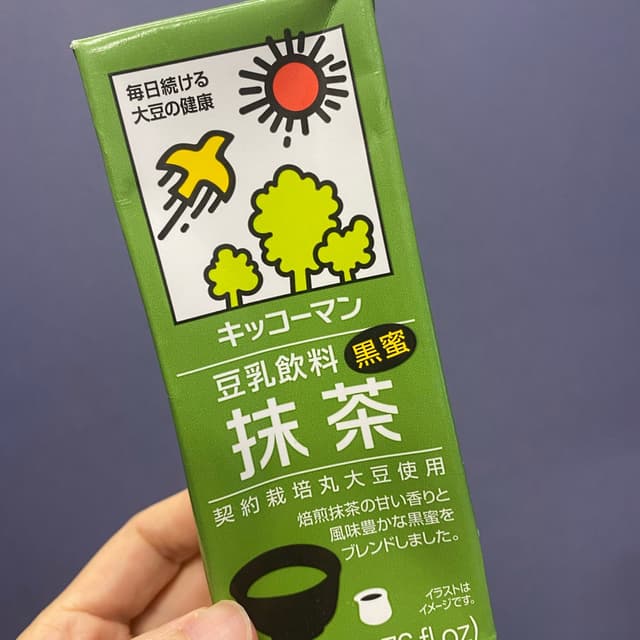 毎日続ける
大豆の健康
キッコーマン
豆乳飲料 黒蜜
抹茶
契約栽培丸大豆使用
焙煎抹茶の甘い香りと
風味豊かな黒蜜を
ブレンドしました。
イラストは
イメージです。
fl oz)